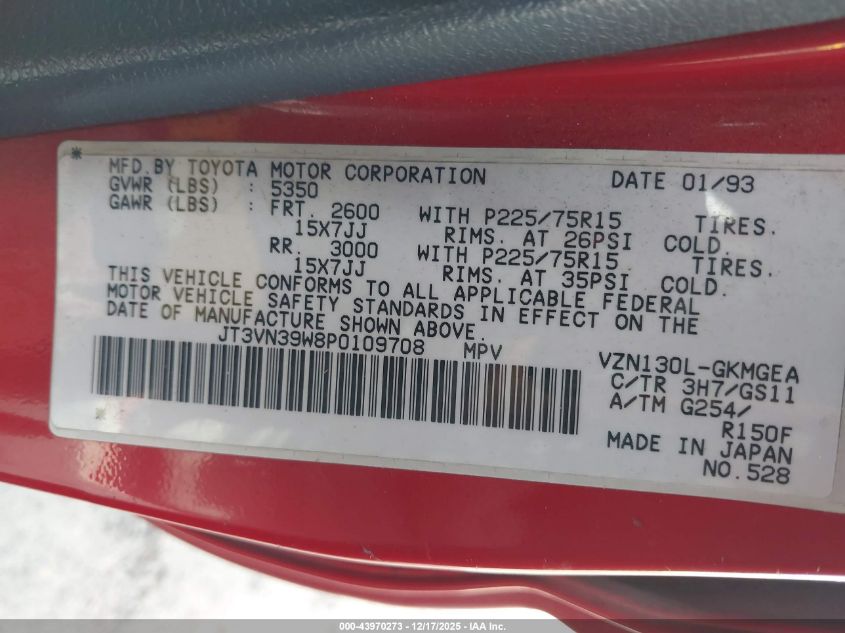 * MFD.BY TOYOTA MOTOR CORPORATION DATE 01/93
GVWR (LBS) : 5350
GAWR (LBS) : FRT. 2600 WITH P225/75R15 TIRES.
15X7JJ RIMS. AT 26PSI COLD.
RR. 3000 WITH P225/75R15 TIRES.
15X7JJ RIMS. AT 35PSI COLD.
THIS VEHICLE CONFORMS TO ALL APPLICABLE FEDERAL
MOTOR VEHICLE SAFETY STANDARDS IN EFFECT ON THE
DATE OF MANUFACTURE SHOWN ABOVE.
JT3VN39W8P0109708 MPV
VZN130L-GKMGEA
C/TR 3H7/GS11
A/TM G254/
R150F
MADE IN JAPAN
NO.528
*
000-43970273 - 12/17/2025 - IAA Inc.